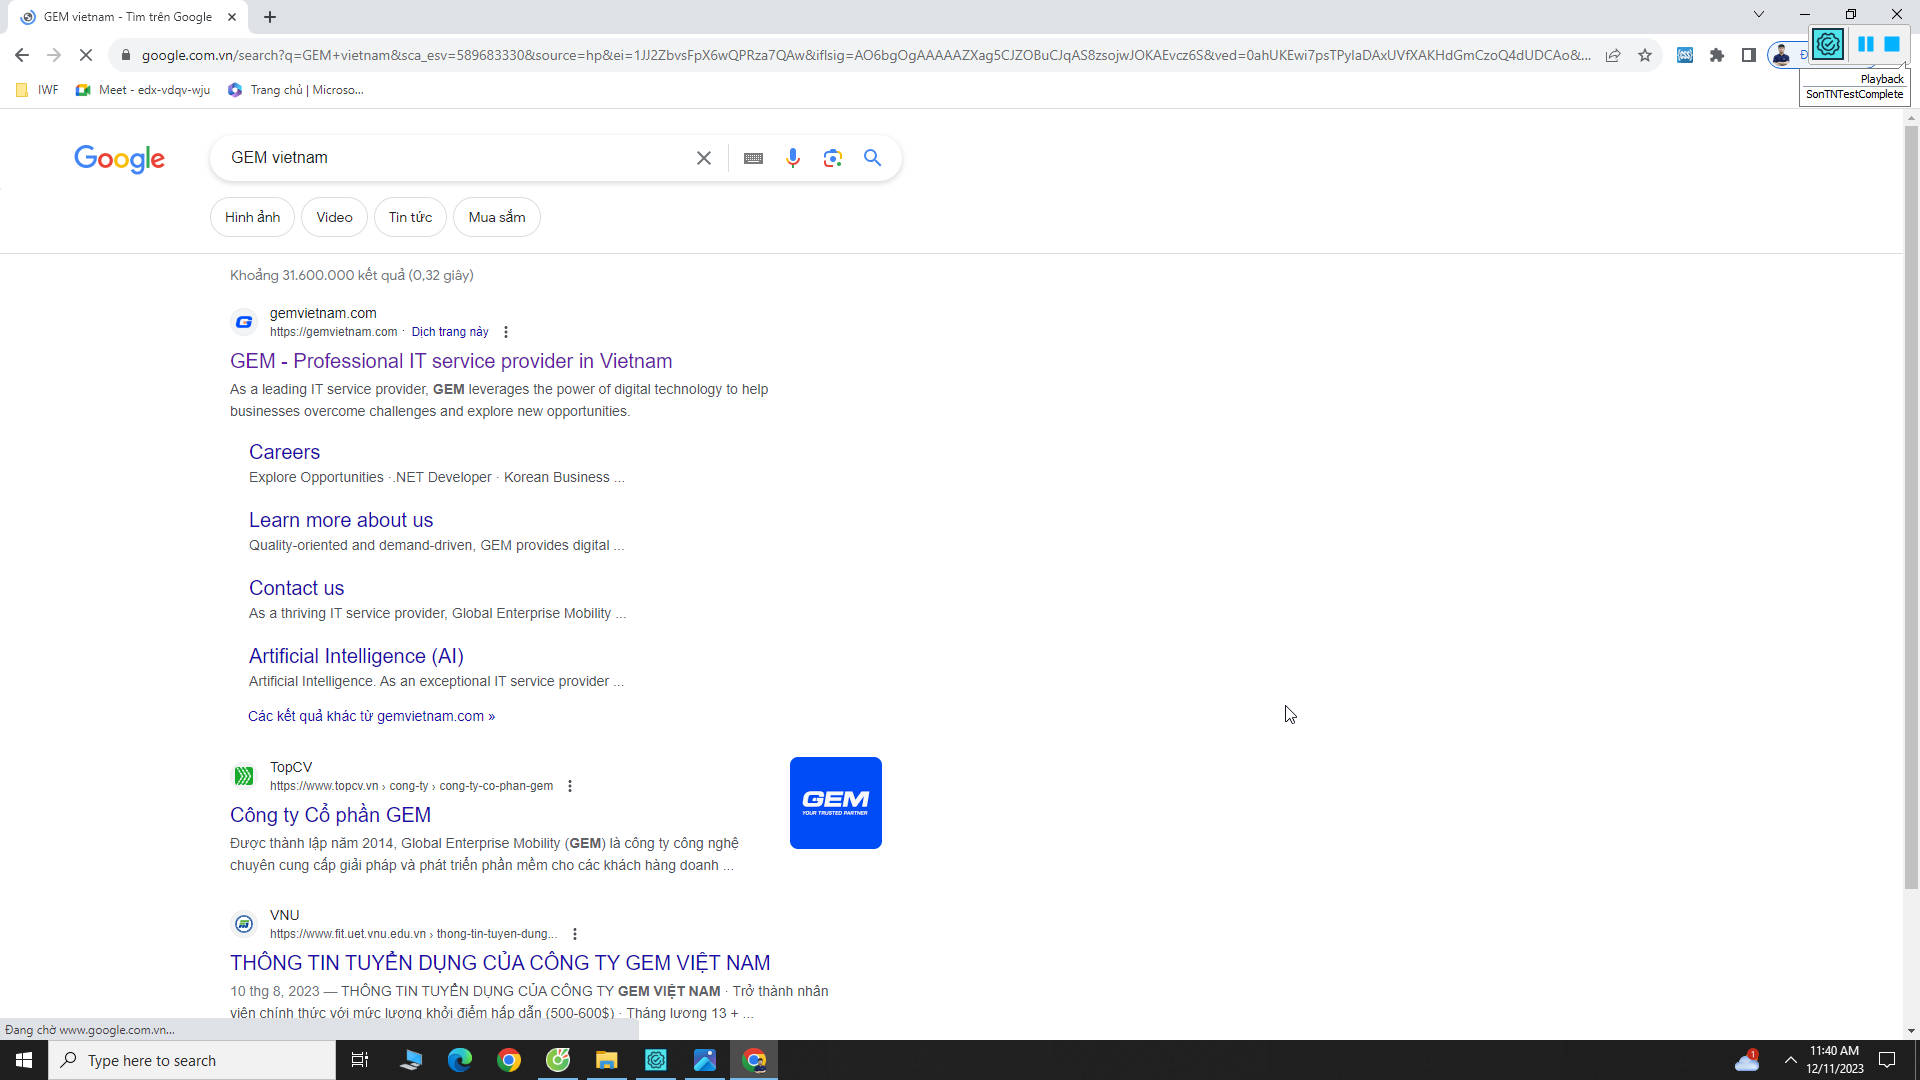 GEM vietnam - Tìm trên Google
google.com.vn/search?q=GEM+vietnam&sca_esv=589683330&source=hp&ei=1JJ2ZbvsFpX6wQPRza7QAw&iflsig=AO6bgOgAAAAAZXag5CJZOBuCJqAS8zsojwJOKAEvcz6S&ved=0ahUKEwi7psTPyIaDAxUVfXAKHdGmCzoQ4dUDCAo&...
Playback
SonTNTestComplete
IWF
Meet - edx-vdqv-wju
Trang chủ | Microso...
Google
GEM vietnam
Hình ảnh
Video
Tin tức
Mua sắm
Khoảng 31.600.000 kết quả (0,32 giây)
gemvietnam.com
https://gemvietnam.com · Dịch trang này
GEM - Professional IT service provider in Vietnam
As a leading IT service provider, GEM leverages the power of digital technology to help
businesses overcome challenges and explore new opportunities.
Careers
Explore Opportunities · .NET Developer · Korean Business ...
Learn more about us
Quality-oriented and demand-driven, GEM provides digital ...
Contact us
As a thriving IT service provider, Global Enterprise Mobility ...
Artificial Intelligence (AI)
Artificial Intelligence. As an exceptional IT service provider ...
Các kết quả khác từ gemvietnam.com »
TopCV
https://www.topcv.vn › cong-ty › cong-ty-co-phan-gem
Công ty Cổ phần GEM
Được thành lập năm 2014, Global Enterprise Mobility (GEM) là công ty công nghệ
chuyên cung cấp giải pháp và phát triển phần mềm cho các khách hàng doanh ...
GEM
YOUR TRUSTED PARTNER
VNU
https://www.fit.uet.vnu.edu.vn › thong-tin-tuyen-dung...
THÔNG TIN TUYỂN DỤNG CỦA CÔNG TY GEM VIỆT NAM
10 thg 8, 2023 — THÔNG TIN TUYỂN DỤNG CỦA CÔNG TY GEM VIỆT NAM · Trở thành nhân
viên chính thức với mức lương khởi điểm hấp dẫn (500-600$) · Tháng lương 13 + ...
Đang chờ www.google.com.vn...
Type here to search
1
11:40 AM
12/11/2023